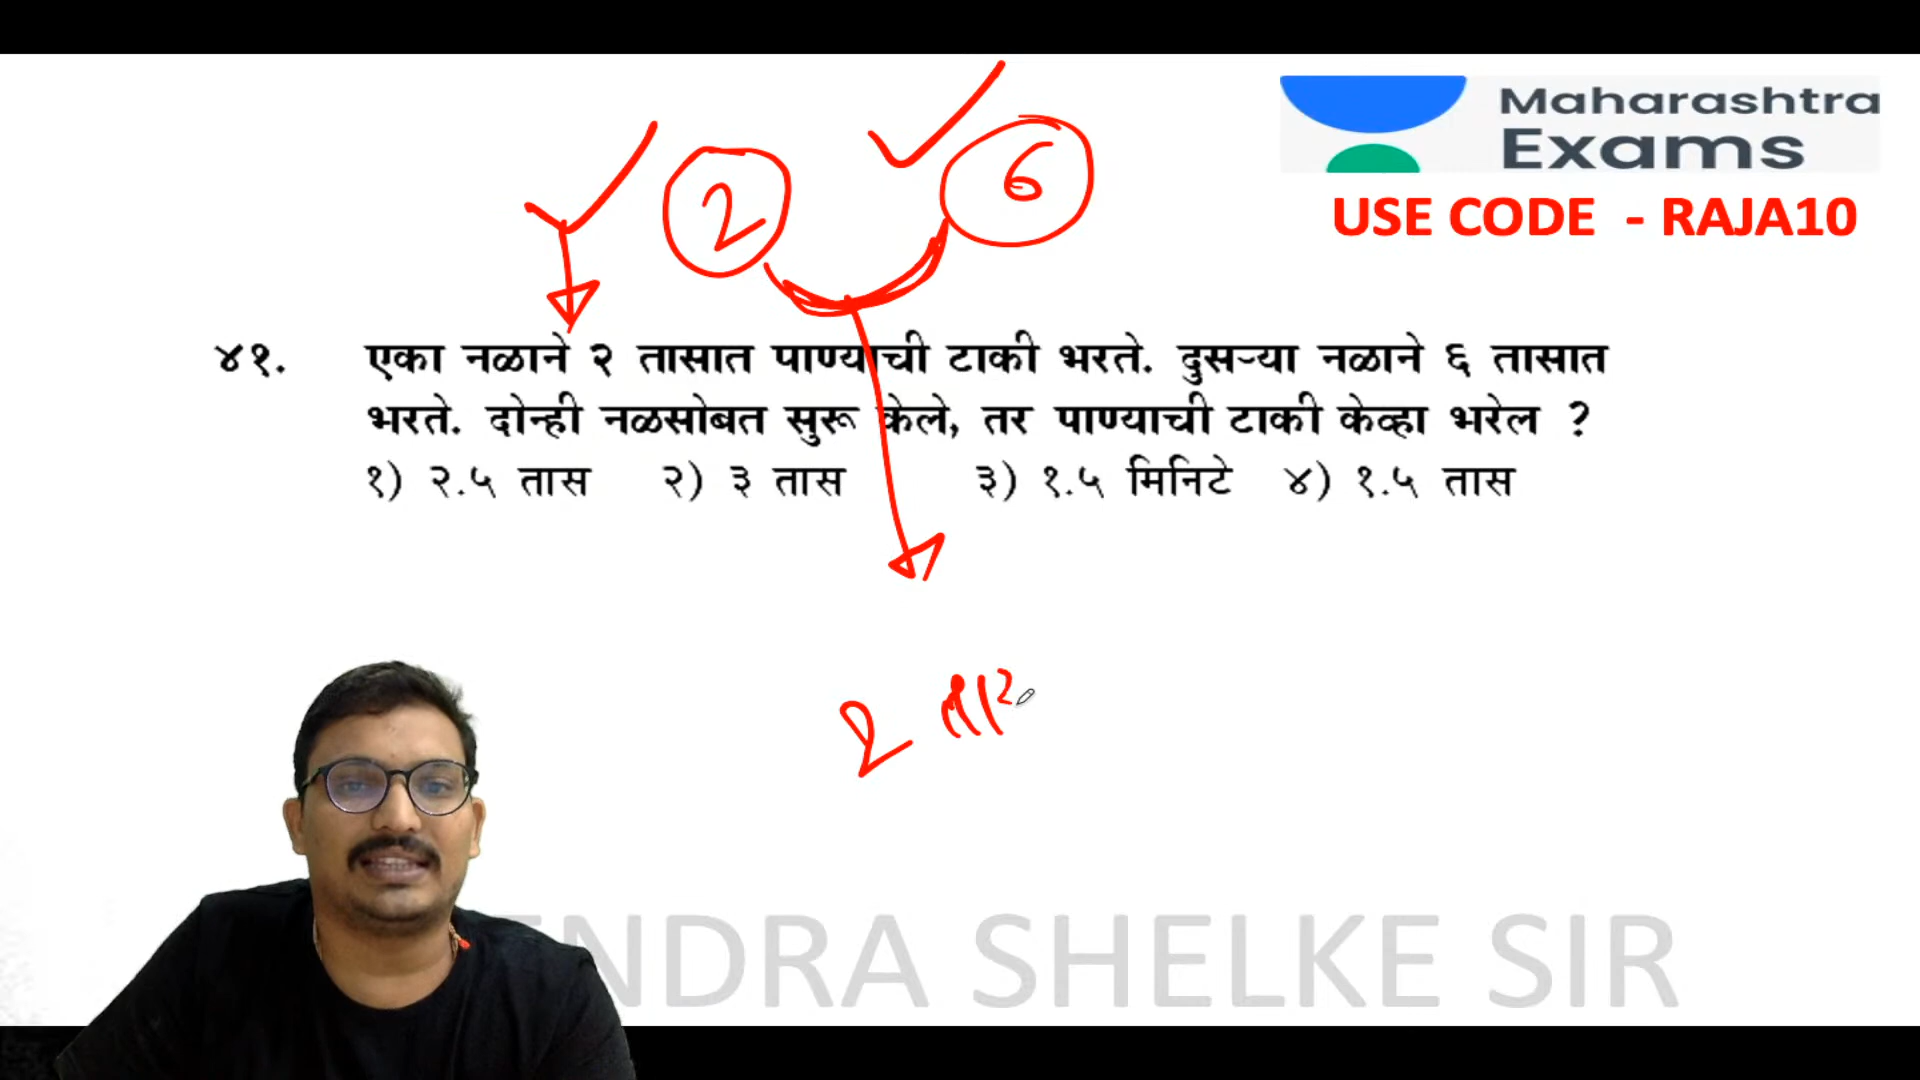 Maharashtra
Exams
USE CODE - RAJA10
2 6
४१. एका नळाने २ तासात पाण्याची टाकी भरते. दुसऱ्या नळाने ६ तासात
भरते. दोन्ही नळसोबत सुरू केले, तर पाण्याची टाकी केव्हा भरेल ?
१) २.५ तास २) ३ तास ३) १.५ मिनिटे ४) १.५ तास
2
NDRA SHELKE SIR